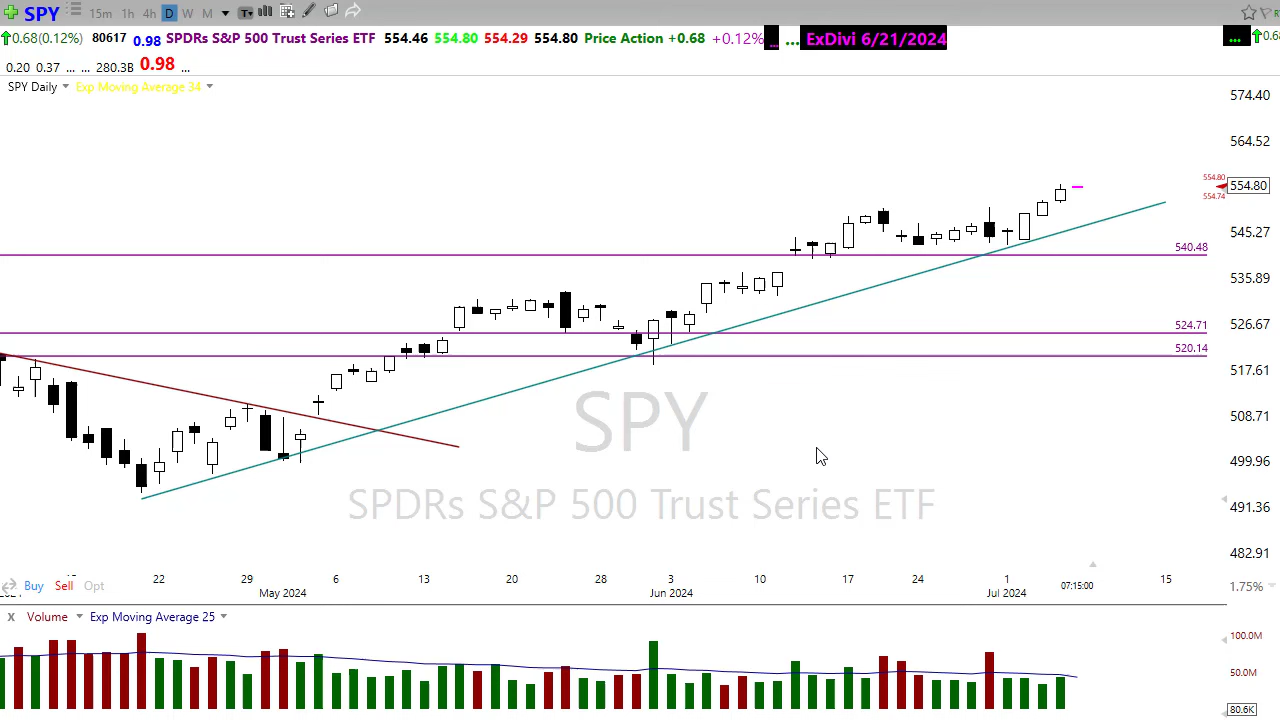 SPY 15m 1h 4h D W M T
0.68(0.12%) 80617 0.98 SPDRs S&P 500 Trust Series ETF 554.46 554.80 554.29 554.80 Price Action +0.68 +0.12% ... ... ExDivi 6/21/2024 ...
0.20 0.37 ... ... 280.3B 0.98 ...
SPY Daily Exp Moving Average 34
574.40
564.52
554.80
554.80
554.74
545.27
540.48
535.89
526.67
524.71
520.14
517.61
SPY
508.71
499.96
SPDRs S&P 500 Trust Series ETF
491.36
482.91
22 29 6 13 20 28 3 10 17 24 1 15
Buy Sell Opt
May 2024 Jun 2024 Jul 2024 07:15:00
1.75%
X Volume Exp Moving Average 25
100.0M
50.0M
80.6K